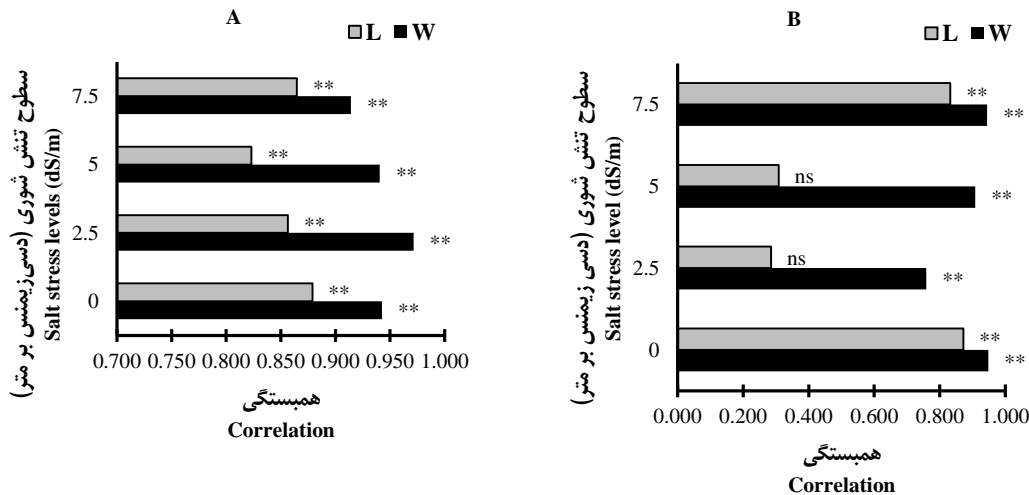 A
L W
سطوح تنش شوری (دسی‌زیمنس بر متر)
Salt stress levels (dS/m)
7.5
**
**
5
**
**
2.5
**
**
0
**
**
0.700 0.750 0.800 0.850 0.900 0.950 1.000
همبستگی
Correlation
B
L W
سطوح تنش شوری (دسی زیمنس بر متر)
Salt stress level (dS/m)
7.5
**
**
5
ns
**
2.5
ns
**
0
**
**
0.000 0.200 0.400 0.600 0.800 1.000
همبستگی
Correlation